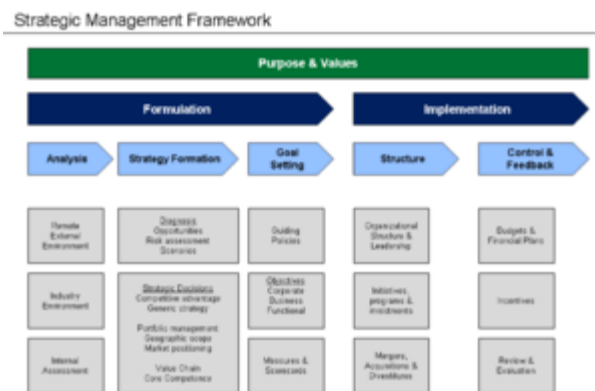 Strategic Management Framework
Purpose & Values
Formulation
Implementation
Analysis
Strategy Formation
Goal
Setting
Structure
Control &
Feedback
Remote
External
Environment
Diagnosis
Opportunities
Risk assessment
Scenarios
Guiding
Policies
Organizational
Structure &
Leadership
Budgets &
Financial Plans
Industry
Environment
Strategic Decisions
Competitive advantage
Generic strategy
Portfolio management
Geographic scope
Market positioning
Value Chain
Core Competence
Objectives
Corporate
Business
Functional
Initiatives,
programs &
investments
Incentives
Internal
Assessment
Measures &
Scorecards
Mergers,
Acquisitions &
Divestitures
Review &
Evaluation